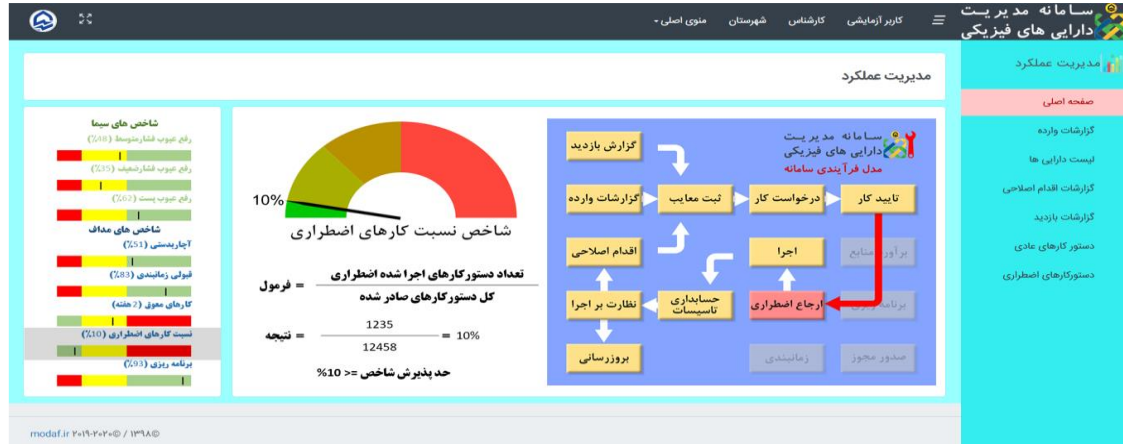 سامانه مدیریت
دارایی های فیزیکی
کاربر آزمایشی
کارشناس
شهرستان
منوی اصلی
مدیریت عملکرد
صفحه اصلی
گزارشات وارده
لیست دارایی ها
گزارشات اقدام اصلاحی
گزارشات بازدید
دستور کارهای عادی
دستورکارهای اضطراری
مدیریت عملکرد
سامانه مدیریت
دارایی های فیزیکی
مدل فرآیندی سامانه
گزارش بازدید
تایید کار
درخواست کار
ثبت معایب
گزارشات وارده
برآورد منابع
اجرا
اقدام اصلاحی
برنامه ریزی
ارجاع اضطراری
حسابداری تاسیسات
نظارت بر اجرا
صدور مجوز
زمانبندی
بروزرسانی
10%
شاخص نسبت کارهای اضطراری
فرمول =
تعداد دستورکارهای اجرا شده اضطراری
کل دستورکارهای صادر شده
نتیجه =
1235
12458
= 10%
حد پذیرش شاخص =< 10%
شاخص های سیما
رفع عیوب فشارمتوسط (48٪)
رفع عیوب فشارضعیف (35٪)
رفع عیوب پست (62٪)
شاخص های مداف
آچاربدستی (51٪)
قبولی زمانبندی (83٪)
کارهای معوق (2 هفته)
نسبت کارهای اضطراری (10٪)
برنامه ریزی (93٪)
modaf.ir ۲۰۱۹-۲۰۲۰© / ۱۳۹۸©